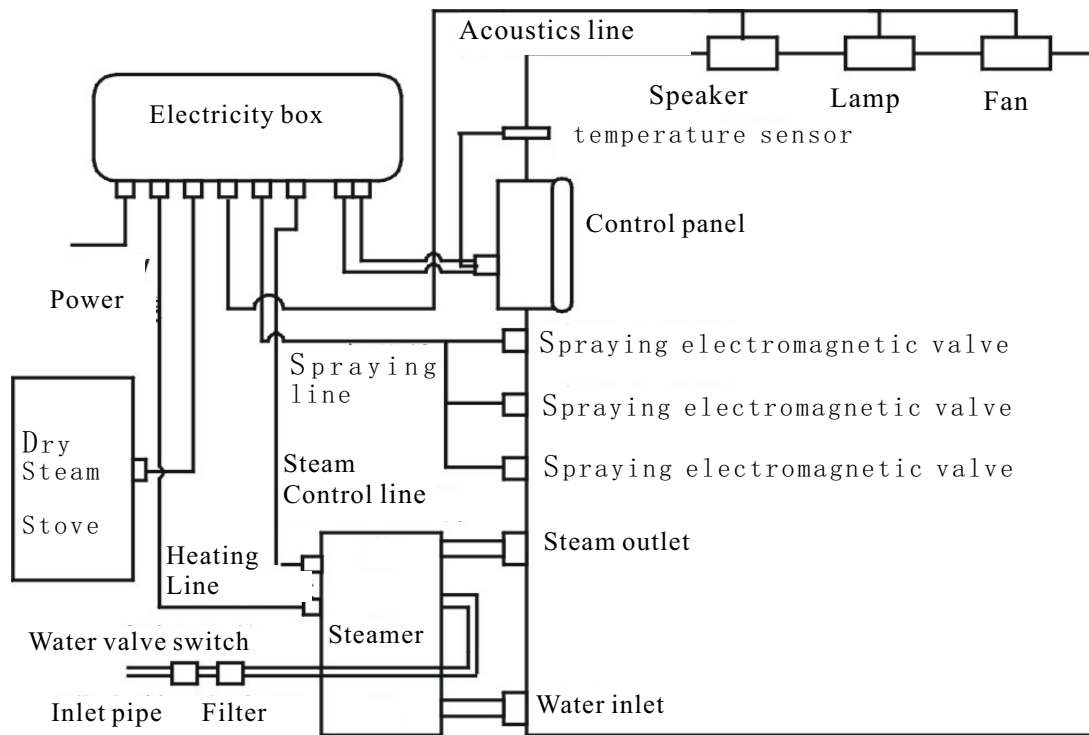 Acoustics line
Speaker
Lamp
Fan
Electricity box
temperature sensor
Control panel
Power
Spraying electromagnetic valve
Spraying
line
Spraying electromagnetic valve
Dry
Steam
Stove
Steam
Control line
Spraying electromagnetic valve
Steam outlet
Heating
Line
Steamer
Water valve switch
Inlet pipe
Filter
Water inlet